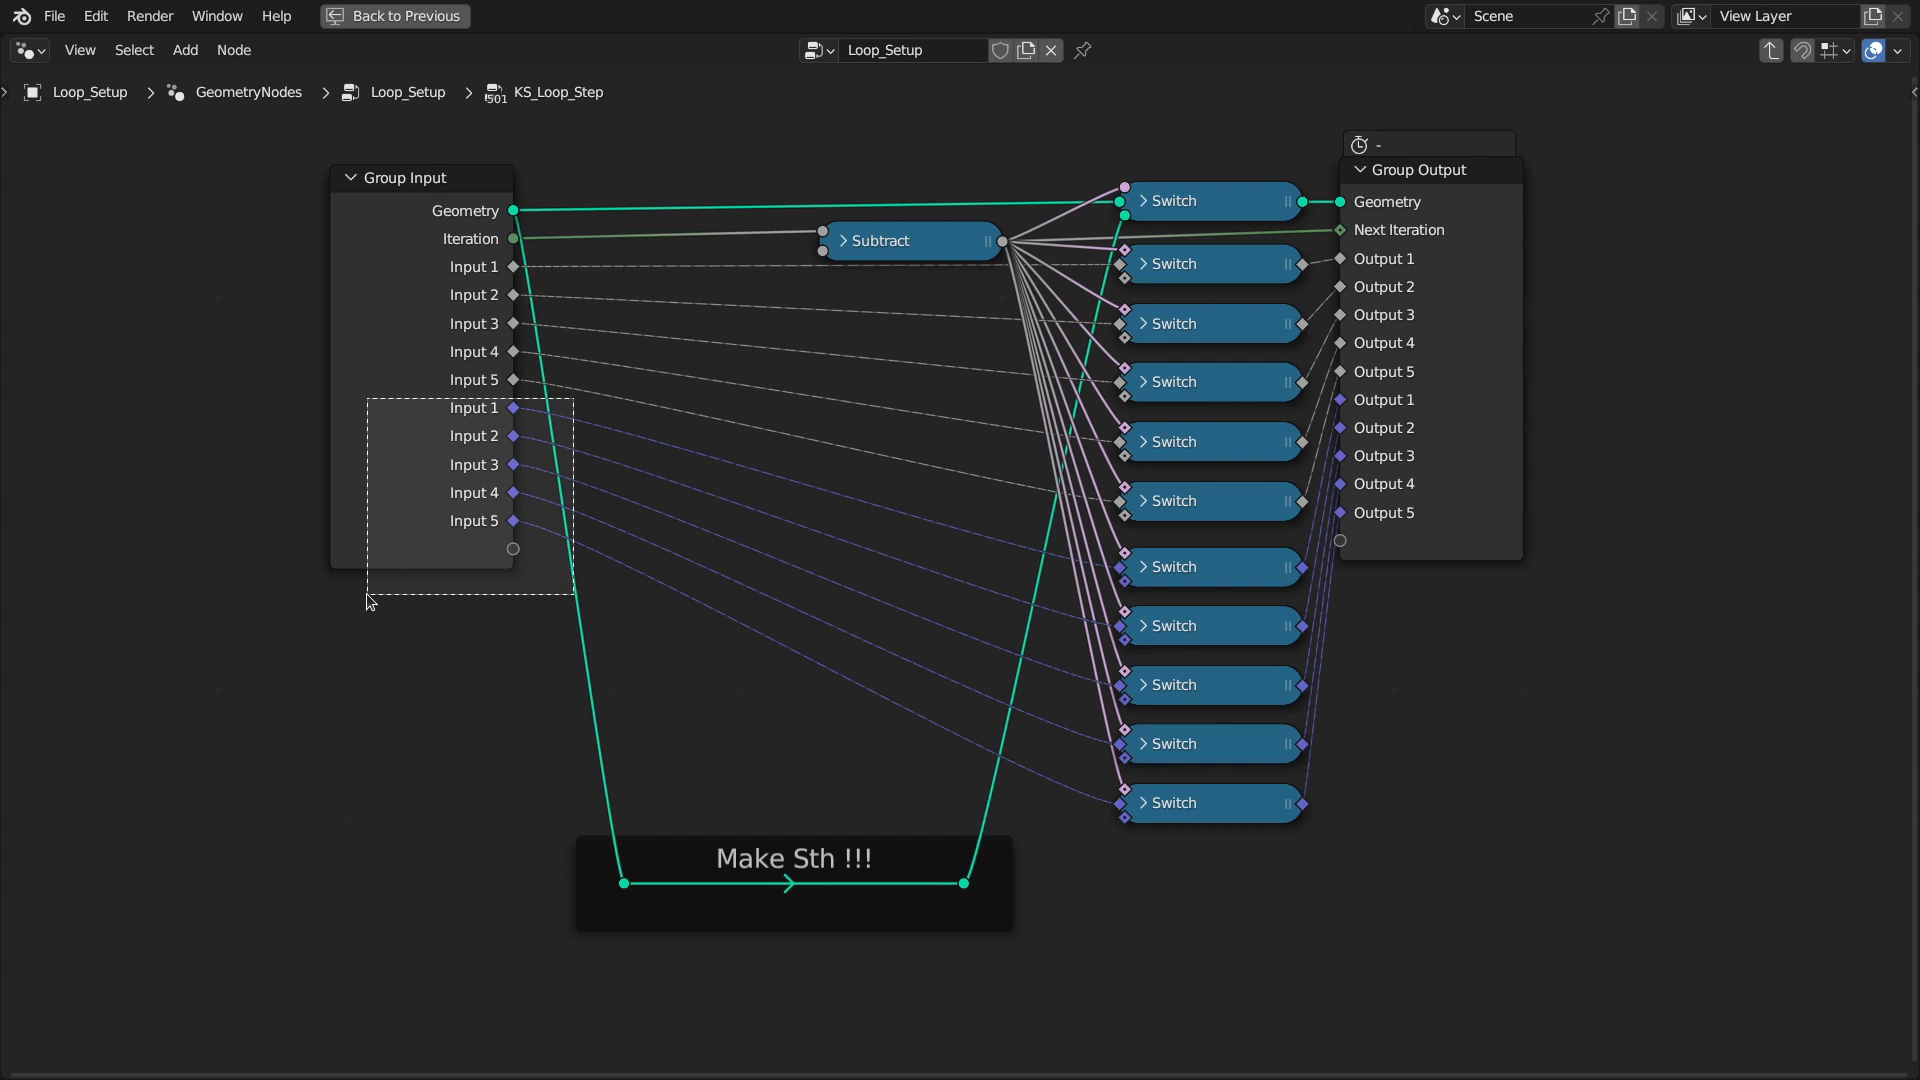 File Edit Render Window Help Back to Previous Scene View Layer
View Select Add Node Loop_Setup
Loop_Setup GeometryNodes Loop_Setup 501 KS_Loop_Step
Group Input
Geometry
Iteration
Input 1
Input 2
Input 3
Input 4
Input 5
Input 1
Input 2
Input 3
Input 4
Input 5
Subtract
Switch
Switch
Switch
Switch
Switch
Switch
Switch
Switch
Switch
Switch
Switch
-
Group Output
Geometry
Next Iteration
Output 1
Output 2
Output 3
Output 4
Output 5
Output 1
Output 2
Output 3
Output 4
Output 5
Make Sth !!!